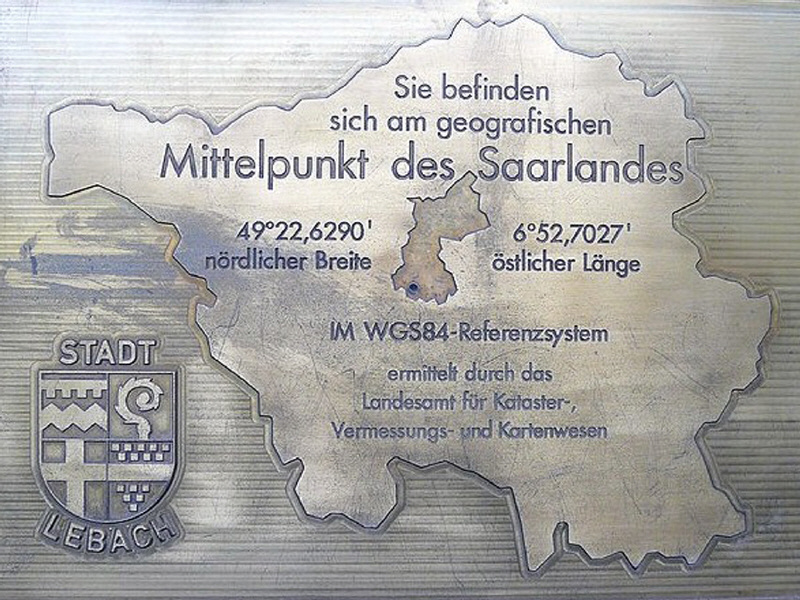 Sie befinden
sich am geografischen
Mittelpunkt des Saarlandes
49°22,6290' 6°52,7027'
nördlicher Breite östlicher Länge
IM WGS84-Referenzsystem
ermittelt durch das
Landesamt für Kataster-,
Vermessungs- und Kartenwesen
STADT
LEBACH